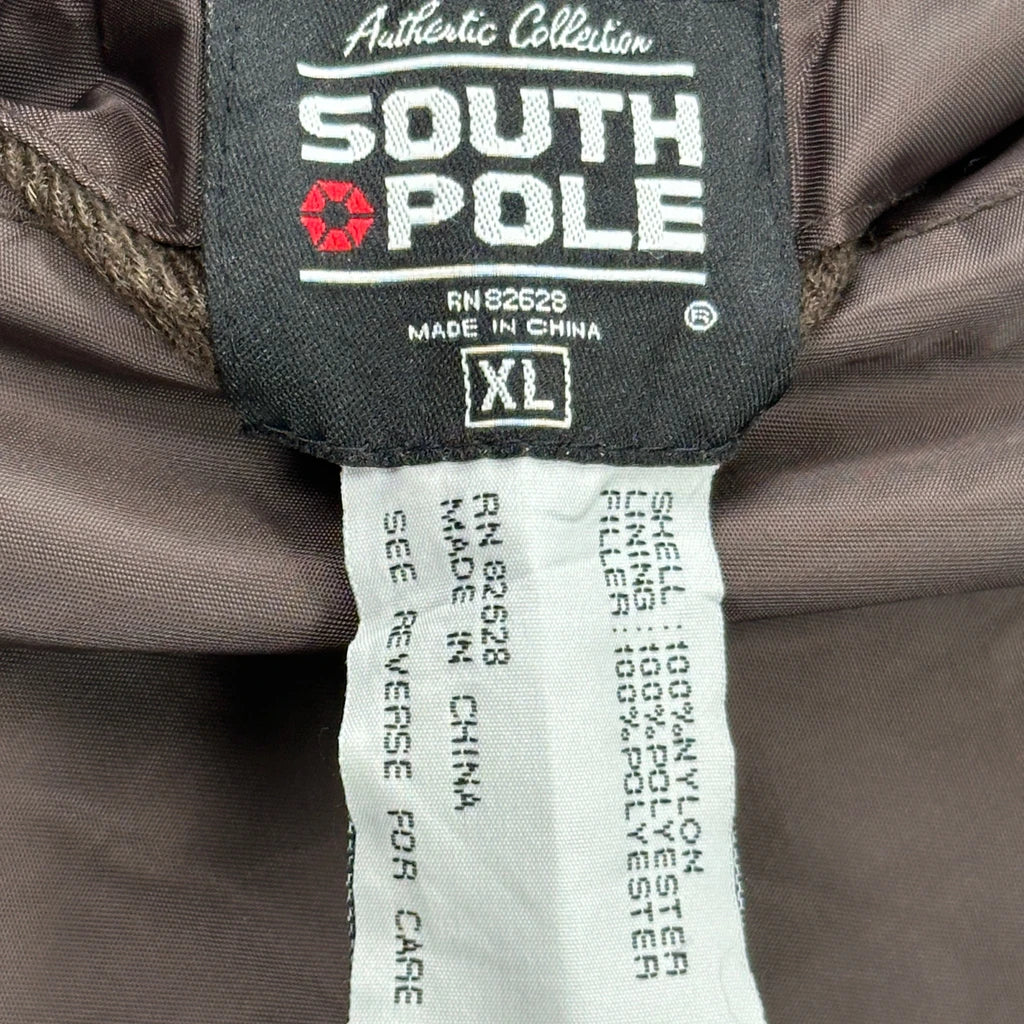 Authentic Collection
SOUTH
POLE
RN 82628
MADE IN CHINA
®
XL
SHELL :100%NYLON
LINING :100%POLYESTER
FILLER :100%POLYESTER
RN 82628
MADE IN CHINA
SEE REVERSE FOR CARE